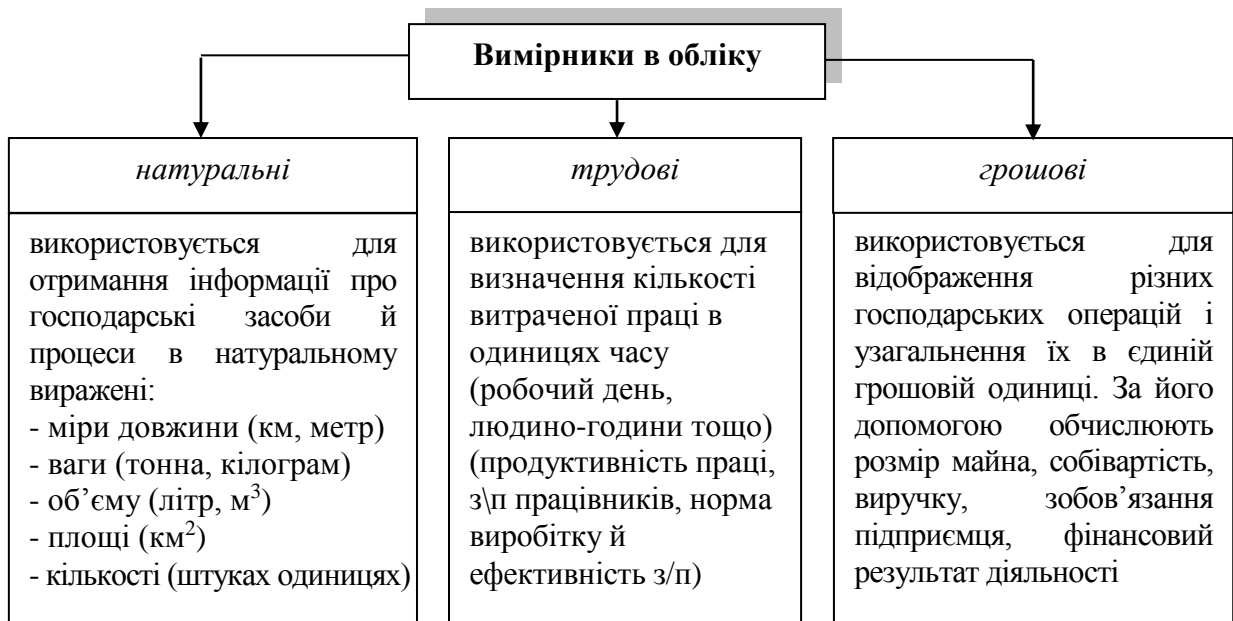 Вимірники в обліку
натуральні
використовується для
отримання інформації про
господарські засоби й
процеси в натуральному
виражені:
- міри довжини (км, метр)
- ваги (тонна, кілограм)
- об’єму (літр, м³)
- площі (км²)
- кількості (штуках одиницях)
трудові
використовується для
визначення кількості
витраченої праці в
одиницях часу
(робочий день,
людино-години тощо)
(продуктивність праці,
з\п працівників, норма
виробітку й
ефективність з/п)
грошові
використовується для
відображення різних
господарських операцій і
узагальнення їх в єдиній
грошовій одиниці. За його
допомогою обчислюють
розмір майна, собівартість,
виручку, зобов’язання
підприємця, фінансовий
результат діяльності